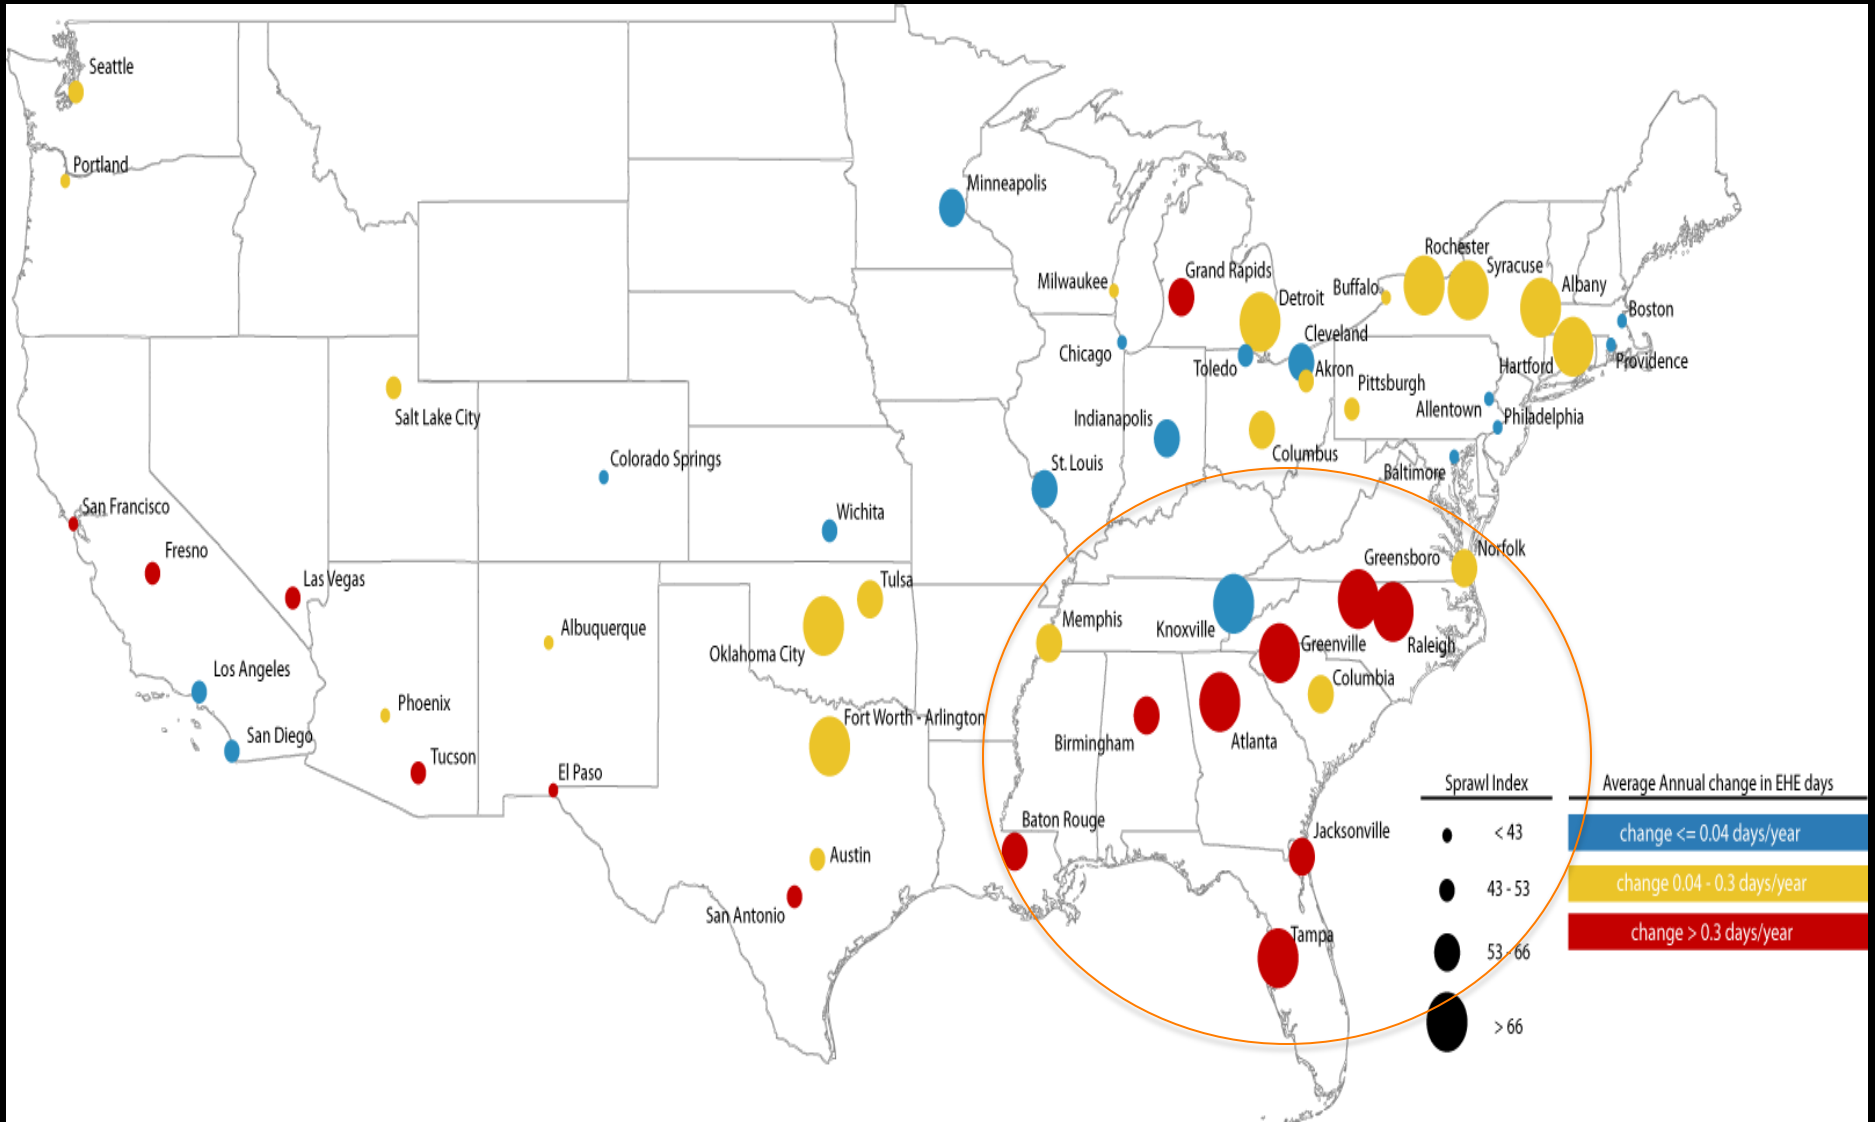 Seattle
Portland
Minneapolis
Rochester
Syracuse
Grand Rapids
Milwaukee
Detroit
Buffalo
Albany
Boston
Cleveland
Chicago
Toledo
Akron
Hartford
Providence
Pittsburgh
Allentown
Philadelphia
Salt Lake City
Indianapolis
Columbus
Baltimore
Colorado Springs
St. Louis
San Francisco
Wichita
Fresno
Las Vegas
Tulsa
Greensboro
Norfolk
Albuquerque
Oklahoma City
Memphis
Knoxville
Greenville
Raleigh
Los Angeles
Columbia
Phoenix
Fort Worth - Arlington
San Diego
Birmingham
Atlanta
Tucson
El Paso
Baton Rouge
Jacksonville
Austin
San Antonio
Tampa
Sprawl Index
< 43
43 - 53
53 - 66
> 66
Average Annual change in EHE days
change <= 0.04 days/year
change 0.04 - 0.3 days/year
change > 0.3 days/year